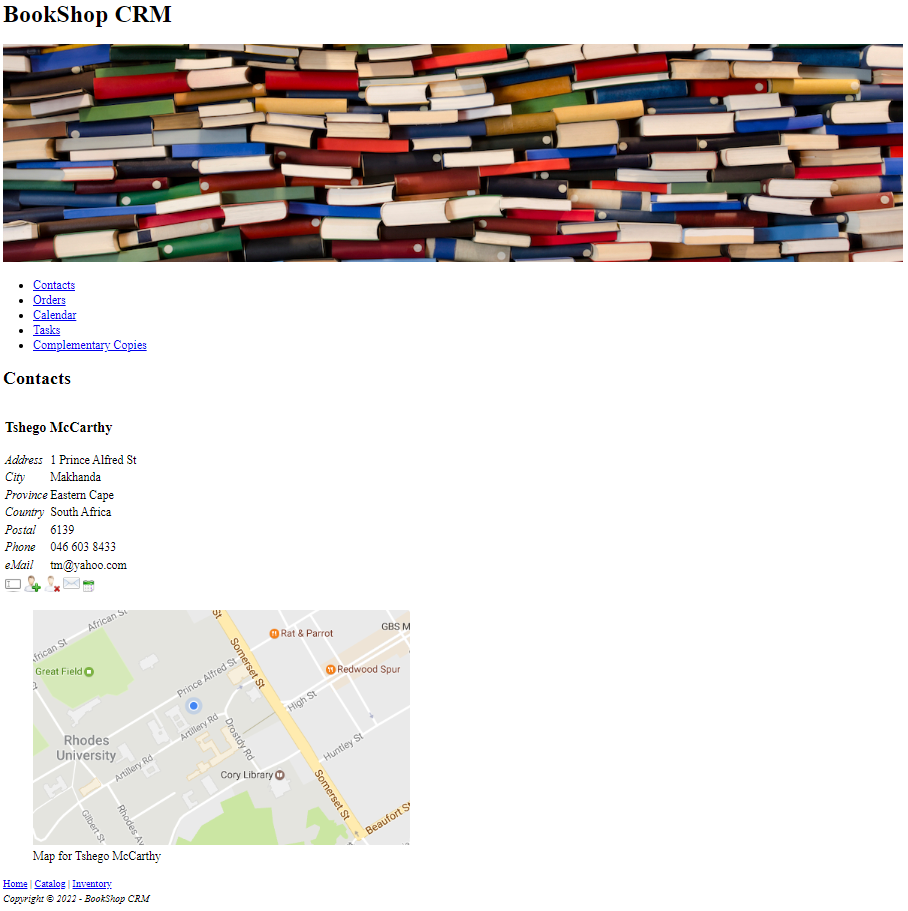 BookShop CRM
Contacts
Orders
Calendar
Tasks
Complementary Copies
Contacts
Tshego McCarthy
Address 1 Prince Alfred St
City Makhanda
Province Eastern Cape
Country South Africa
Postal 6139
Phone 046 603 8433
eMail tm@yahoo.com
African St
St
GBS M
Rat & Parrot
African St
Somerset St
Redwood Spur
Great Field
Prince Alfred St
High St
Artillery Rd
Drostdy Rd
Rhodes
University
Huntley St
Artillery Rd
Cory Library
Somerset St
Gilbert St
Rhodes Av
Beaufort St
Map for Tshego McCarthy
Home | Catalog | Inventory
Copyright © 2022 - BookShop CRM